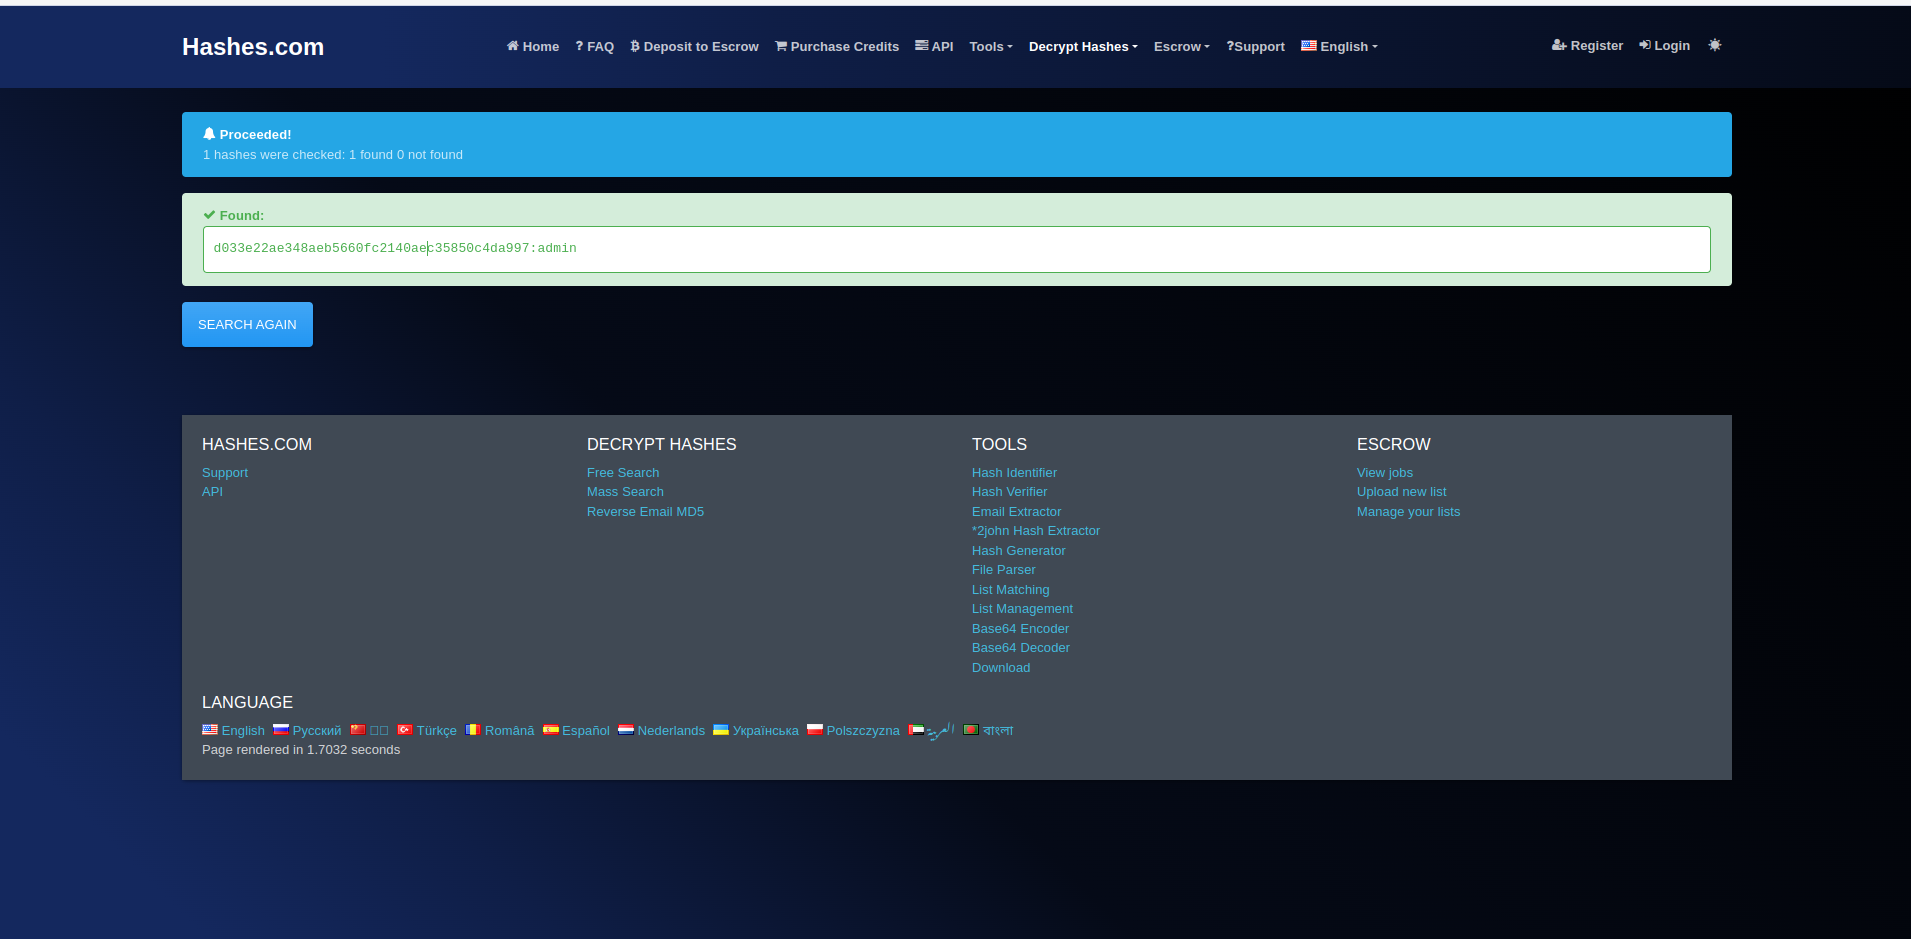 Hashes.com
Home ? FAQ Deposit to Escrow Purchase Credits API Tools Decrypt Hashes Escrow ?Support English Register Login
Proceeded!
1 hashes were checked: 1 found 0 not found
Found:
d033e22ae348aeb5660fc2140aec35850c4da997:admin
SEARCH AGAIN
HASHES.COM
Support
API
DECRYPT HASHES
Free Search
Mass Search
Reverse Email MD5
TOOLS
Hash Identifier
Hash Verifier
Email Extractor
*2john Hash Extractor
Hash Generator
File Parser
List Matching
List Management
Base64 Encoder
Base64 Decoder
Download
ESCROW
View jobs
Upload new list
Manage your lists
LANGUAGE
English Русский Türkçe Română Español Nederlands Українська Polszczyzna العربية বাংলা
Page rendered in 1.7032 seconds